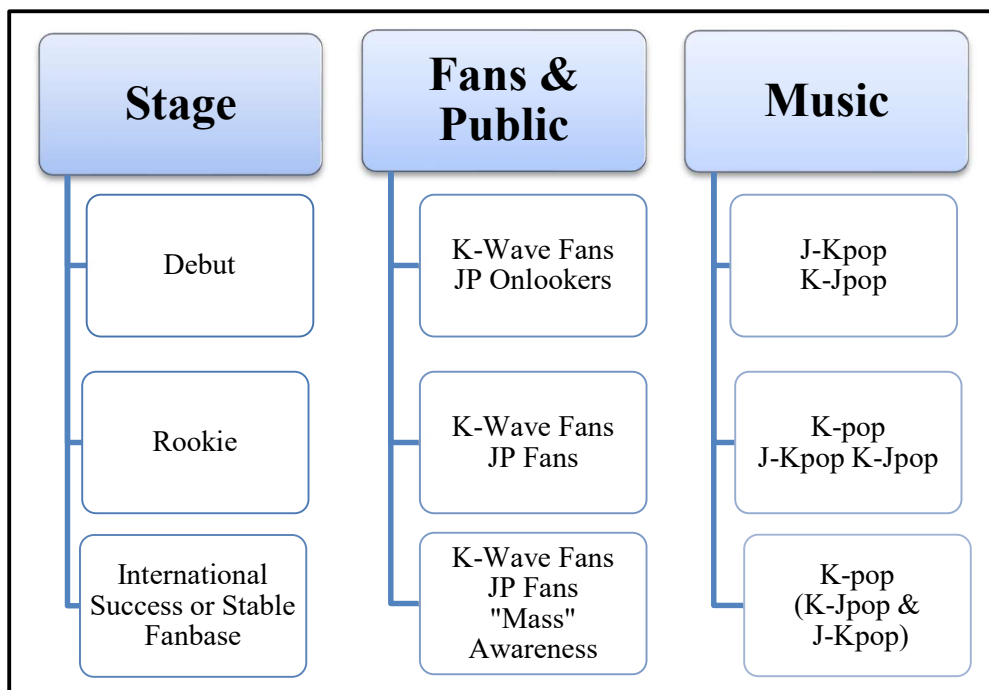 Stage
Debut
Rookie
International
Success or Stable
Fanbase
Fans &
Public
K-Wave Fans
JP Onlookers
K-Wave Fans
JP Fans
K-Wave Fans
JP Fans
"Mass"
Awareness
Music
J-Kpop
K-Jpop
K-pop
J-Kpop K-Jpop
K-pop
(K-Jpop &
J-Kpop)